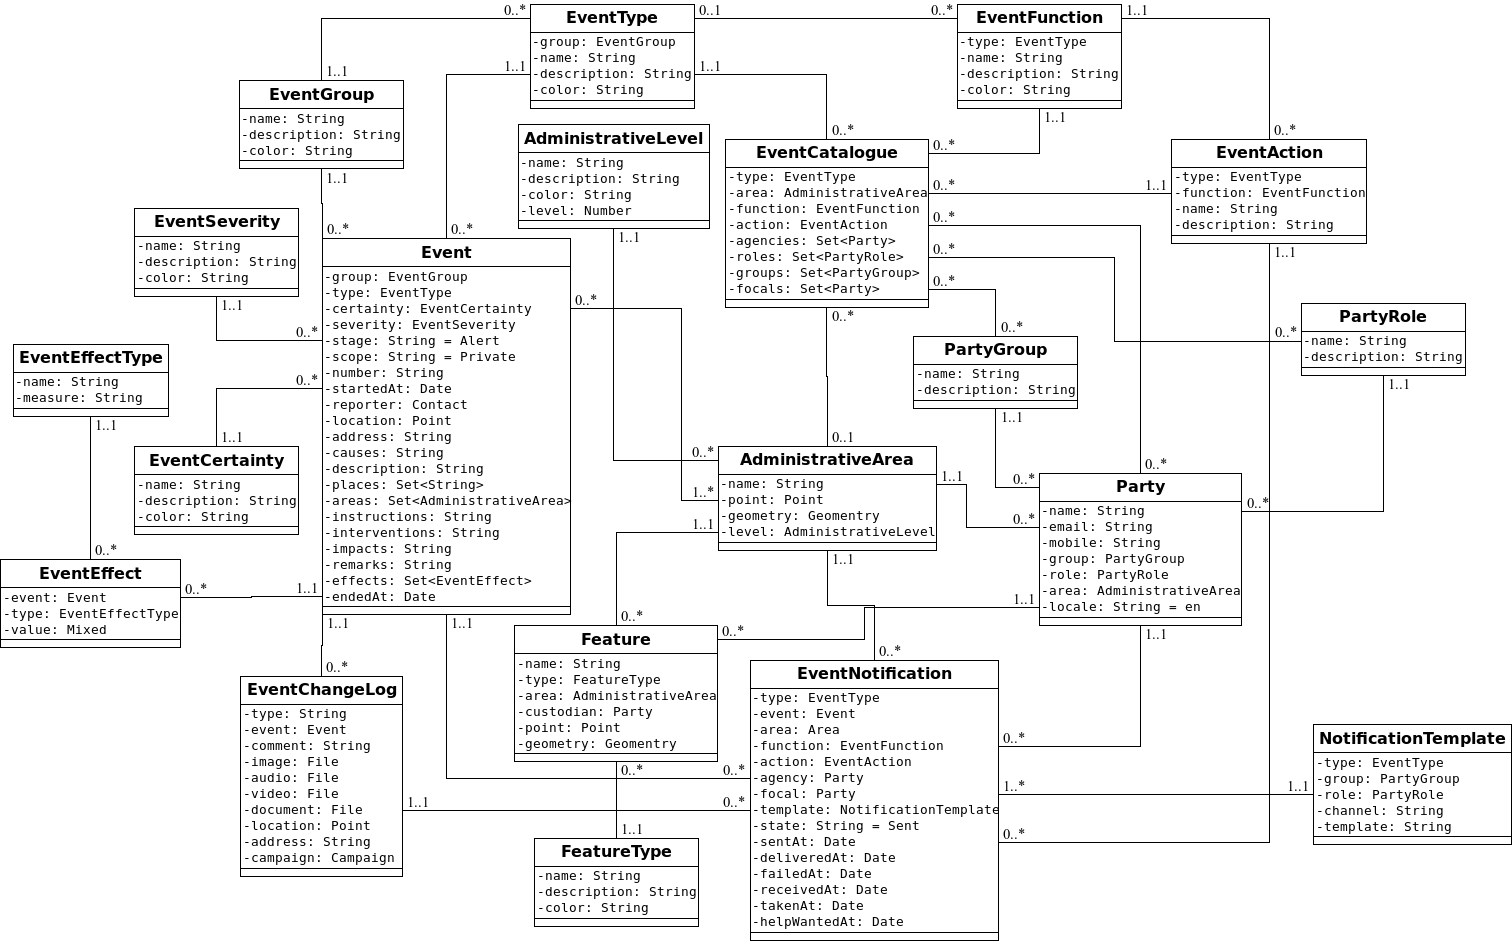 EventType
-group: EventGroup
-name: String
-description: String
-color: String
0..*
0..1
1..1
1..1
EventFunction
-type: EventType
-name: String
-description: String
-color: String
0..*
1..1
1..1
EventGroup
-name: String
-description: String
-color: String
1..1
1..1
AdministrativeLevel
-name: String
-description: String
-color: String
-level: Number
1..1
EventCatalogue
-type: EventType
-area: AdministrativeArea
-function: EventFunction
-action: EventAction
-agencies: Set<Party>
-roles: Set<PartyRole>
-groups: Set<PartyGroup>
-focals: Set<Party>
0..*
0..*
0..*
0..*
0..*
0..*
0..*
EventAction
-type: EventType
-function: EventFunction
-name: String
-description: String
0..*
1..1
1..1
EventSeverity
-name: String
-description: String
-color: String
1..1
Event
-group: EventGroup
-type: EventType
-certainty: EventCertainty
-severity: EventSeverity
-stage: String = Alert
-scope: String = Private
-number: String
-startedAt: Date
-reporter: Contact
-location: Point
-address: String
-causes: String
-description: String
-places: Set<String>
-areas: Set<AdministrativeArea>
-instructions: String
-interventions: String
-impacts: String
-remarks: String
-effects: Set<EventEffect>
-endedAt: Date
0..*
0..*
0..*
0..*
0..*
1..1
1..1
1..1
PartyRole
-name: String
-description: String
0..*
1..1
PartyGroup
-name: String
-description: String
0..*
1..1
EventEffectType
-name: String
-measure: String
1..1
EventCertainty
-name: String
-description: String
-color: String
1..1
AdministrativeArea
-name: String
-point: Point
-geometry: Geomentry
-level: AdministrativeLevel
0..1
0..*
1..*
1..1
1..1
1..1
Party
-name: String
-email: String
-mobile: String
-group: PartyGroup
-role: PartyRole
-area: AdministrativeArea
-locale: String = en
0..*
0..*
0..*
0..*
1..1
1..1
EventEffect
-event: Event
-type: EventEffectType
-value: Mixed
0..*
0..*
Feature
-name: String
-type: FeatureType
-area: AdministrativeArea
-custodian: Party
-point: Point
-geometry: Geomentry
0..*
0..*
0..*
EventNotification
-type: EventType
-event: Event
-area: Area
-function: EventFunction
-action: EventAction
-agency: Party
-focal: Party
-template: NotificationTemplate
-state: String = Sent
-sentAt: Date
-deliveredAt: Date
-failedAt: Date
-receivedAt: Date
-takenAt: Date
-helpWantedAt: Date
0..*
0..*
0..*
0..*
1..*
0..*
EventChangeLog
-type: String
-event: Event
-comment: String
-image: File
-audio: File
-video: File
-document: File
-location: Point
-address: String
-campaign: Campaign
0..*
1..1
NotificationTemplate
-type: EventType
-group: PartyGroup
-role: PartyRole
-channel: String
-template: String
1..1
FeatureType
-name: String
-description: String
-color: String
1..1